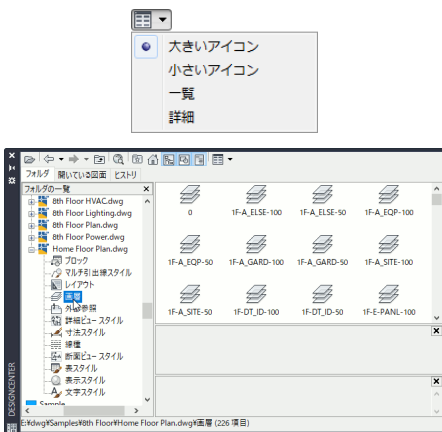 大きいアイコン
小さいアイコン
一覧
詳細
フォルダ 開いている図面 ヒストリ
フォルダの一覧
8th Floor HVAC.dwg
8th Floor Lighting.dwg
8th Floor Plan.dwg
8th Floor Power.dwg
Home Floor Plan.dwg
ブロック
マルチ引出線スタイル
レイアウト
画層
外部参照
詳細ビュー スタイル
寸法スタイル
線種
断面ビュー スタイル
表スタイル
表示スタイル
文字スタイル
Sample
0 1F-A_ELSE-100 1F-A_ELSE-50 1F-A_EQP-100
1F-A_EQP-50 1F-A_GARD-100 1F-A_GARD-50 1F-A_SITE-100
1F-A_SITE-50 1F-DT_ID-100 1F-DT_ID-50 1F-E-PANL-100
DESIGNCENTER
E:¥dwg¥Samples¥8th Floor¥Home Floor Plan.dwg¥画層 (226 項目)